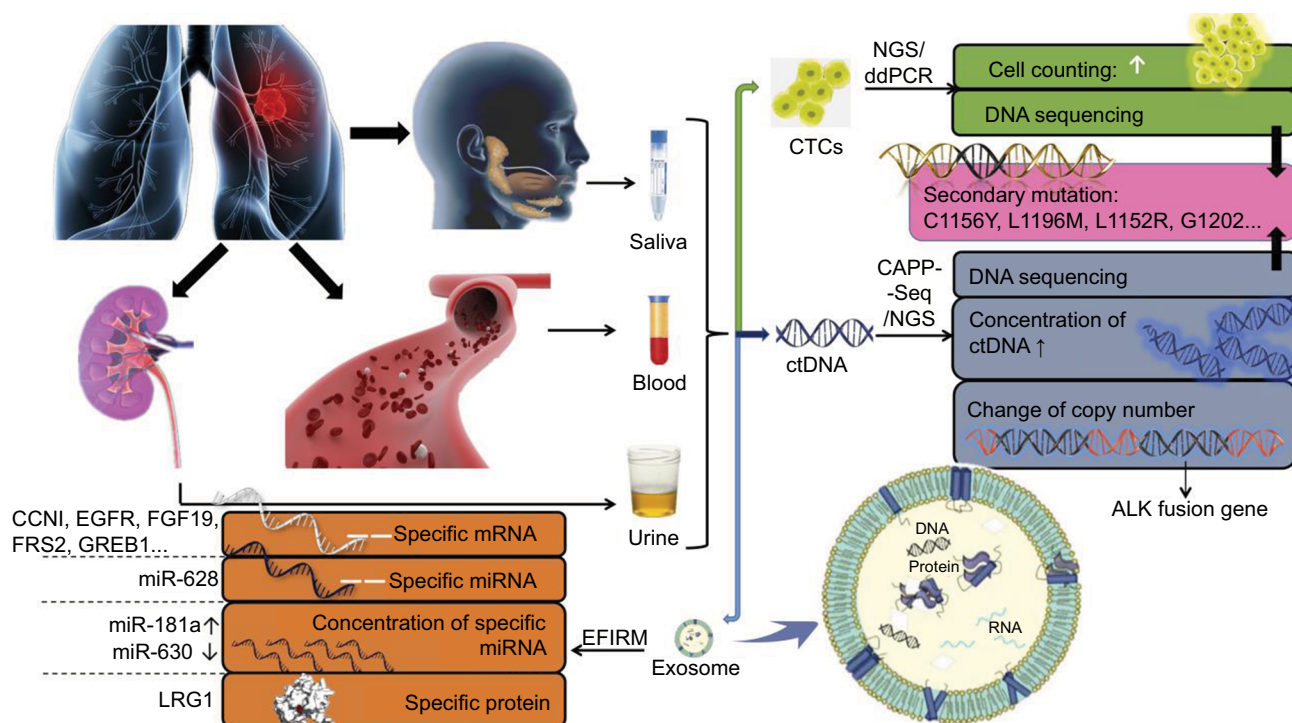 NGS/
ddPCR
Cell counting: ↑
DNA sequencing
CTCs
Secondary mutation:
C1156Y, L1196M, L1152R, G1202...
Saliva
CAPP-
-Seq
/NGS
DNA sequencing
Concentration of
ctDNA ↑
ctDNA
Blood
Change of copy number
ALK fusion gene
Urine
CCNI, EGFR, FGF19,
FRS2, GREB1...
Specific mRNA
miR-628
Specific miRNA
miR-181a↑
miR-630 ↓
Concentration of specific
miRNA
EFIRM
Exosome
LRG1
Specific protein
DNA
Protein
RNA